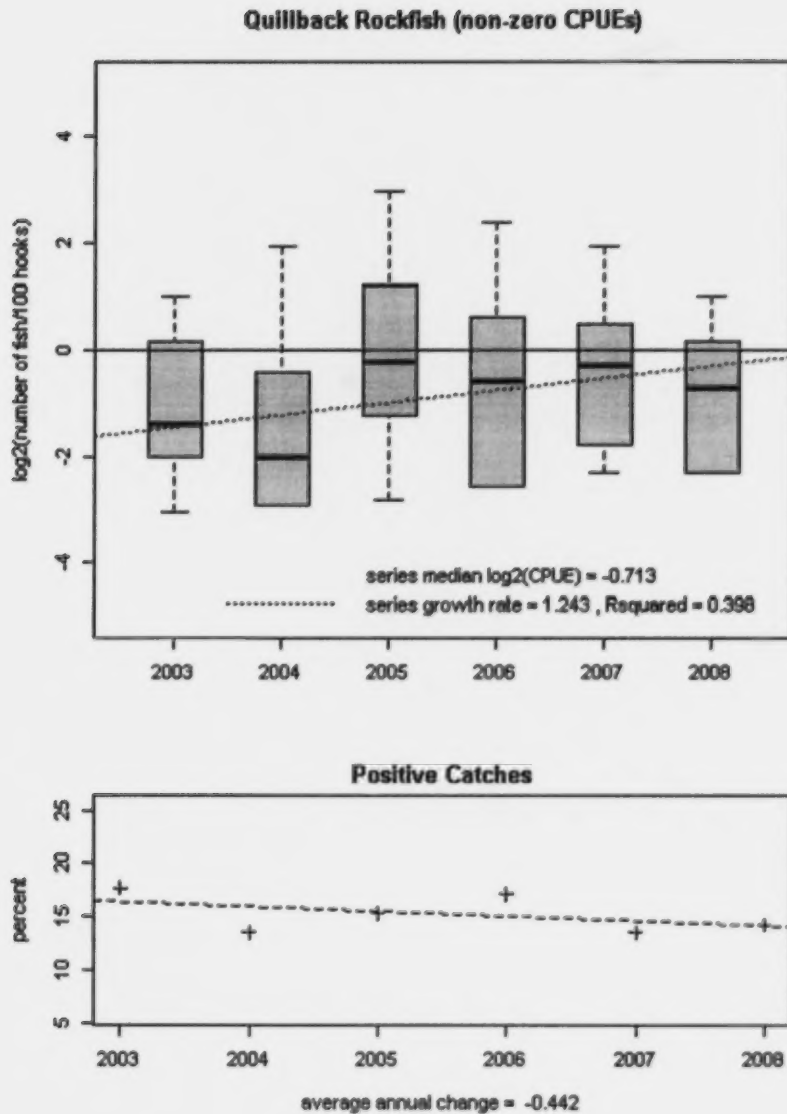 Quillback Rockfish (non-zero CPUEs)
log2(number of fish/100 hooks)
4
2
0
-2
-4
series median log2(CPUE) = -0.713
series growth rate = 1.243 , Rsquared = 0.398
2003 2004 2005 2006 2007 2008
Positive Catches
percent
25
20
15
10
5
2003 2004 2005 2006 2007 2008
average annual change = -0.442